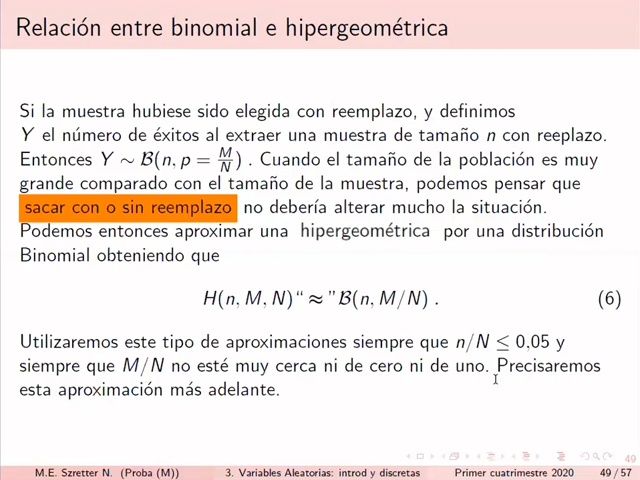 Relación entre binomial e hipergeométrica
Si la muestra hubiese sido elegida con reemplazo, y definimos
Y el número de éxitos al extraer una muestra de tamaño n con reeplazo.
Entonces Y ∼ B(n, p = M/N) . Cuando el tamaño de la población es muy
grande comparado con el tamaño de la muestra, podemos pensar que
sacar con o sin reemplazo no debería alterar mucho la situación.
Podemos entonces aproximar una hipergeométrica por una distribución
Binomial obteniendo que
H(n, M, N)“ ≈ ”B(n, M/N) . (6)
Utilizaremos este tipo de aproximaciones siempre que n/N ≤ 0,05 y
siempre que M/N no esté muy cerca ni de cero ni de uno. Precisaremos
esta aproximación más adelante.
49
M.E. Szretter N. (Proba (M)) 3. Variables Aleatorias: introd y discretas Primer cuatrimestre 2020 49 / 57